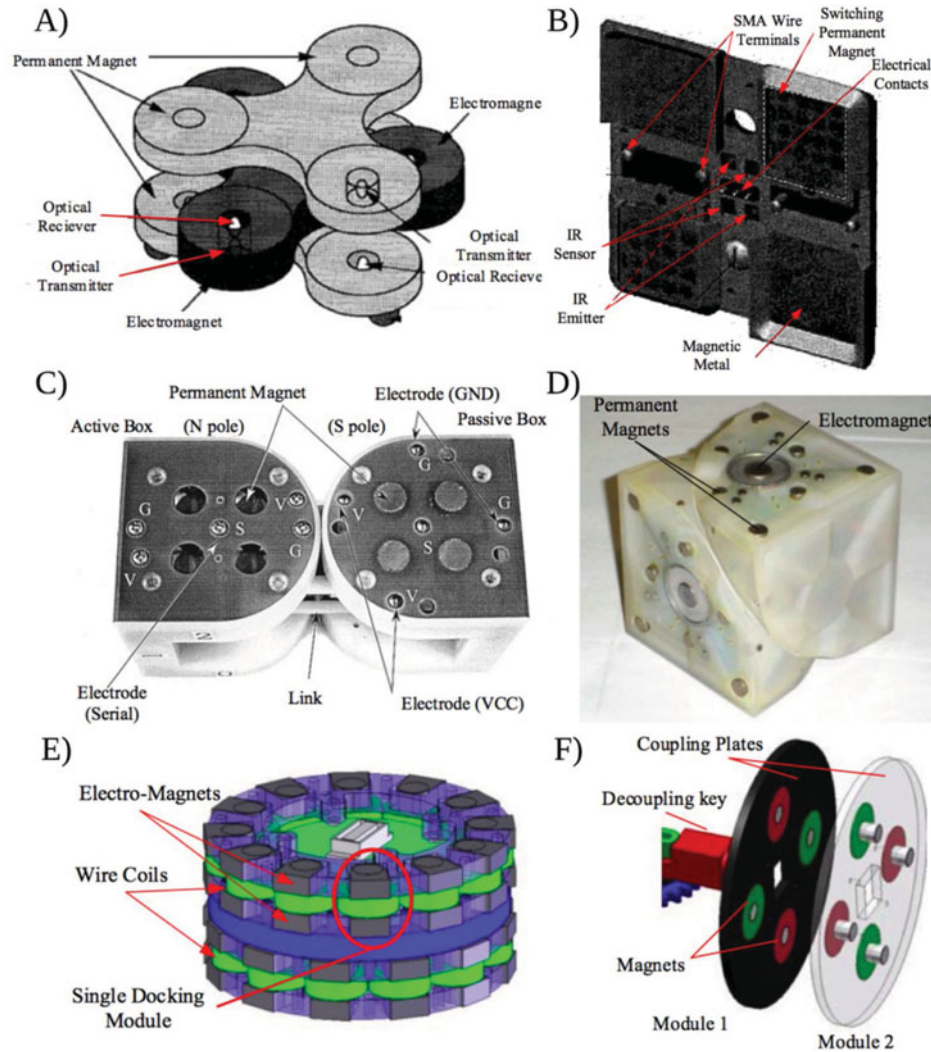 A)
Permanent Magnet
Electromagne
Optical
Reciever
Optical
Transmitter
Electromagnet
Optical
Transmitter
Optical Recieve
B)
SMA Wire
Terminals
Switching
Permanent
Magnet
Electrical
Contacts
IR
Sensor
IR
Emitter
Magnetic
Metal
C)
Permanent Magnet
Electrode (GND)
Active Box
(N pole)
(S pole)
Passive Box
G
V
G
V
V
G
S
G
S
V
V
2
Electrode
(Serial)
Link
Electrode (VCC)
D)
Permanent
Magnets
Electromagnet
E)
Electro-Magnets
Wire Coils
Single Docking
Module
F)
Coupling Plates
Decoupling key
Magnets
Module 1
Module 2